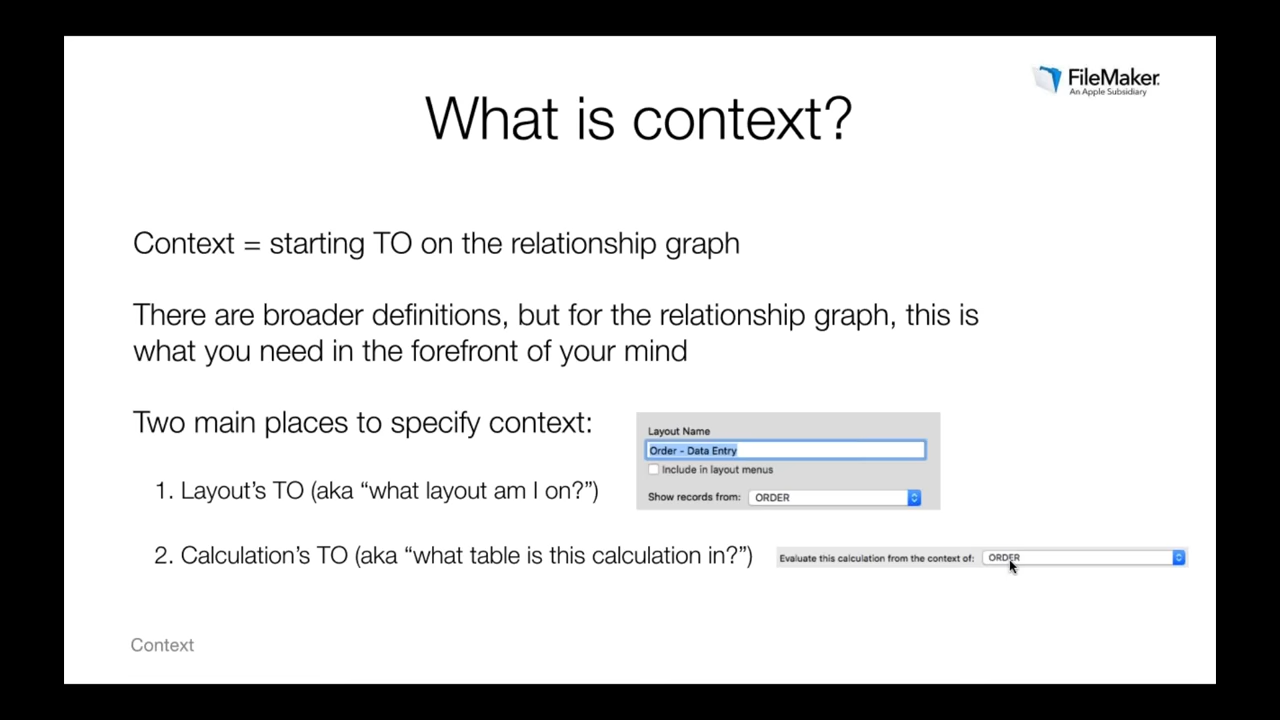 FileMaker
An Apple Subsidiary
What is context?
Context = starting TO on the relationship graph
There are broader definitions, but for the relationship graph, this is
what you need in the forefront of your mind
Two main places to specify context:
Layout Name
Order - Data Entry
Include in layout menus
Show records from: ORDER
1. Layout's TO (aka “what layout am I on?”)
2. Calculation's TO (aka “what table is this calculation in?”)
Evaluate this calculation from the context of: ORDER
Context